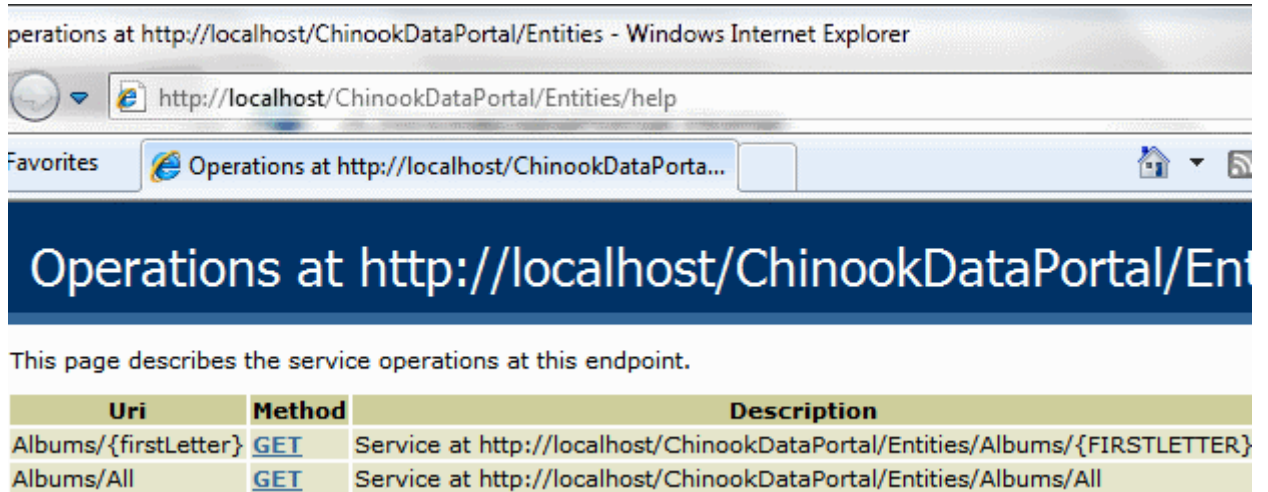 perations at http://localhost/ChinookDataPortal/Entities - Windows Internet Explorer
http://localhost/ChinookDataPortal/Entities/help
Favorites Operations at http://localhost/ChinookDataPorta...
Operations at http://localhost/ChinookDataPortal/Ent
This page describes the service operations at this endpoint.
Uri Method Description
Albums/{firstLetter} GET Service at http://localhost/ChinookDataPortal/Entities/Albums/{FIRSTLETTER}
Albums/All GET Service at http://localhost/ChinookDataPortal/Entities/Albums/All